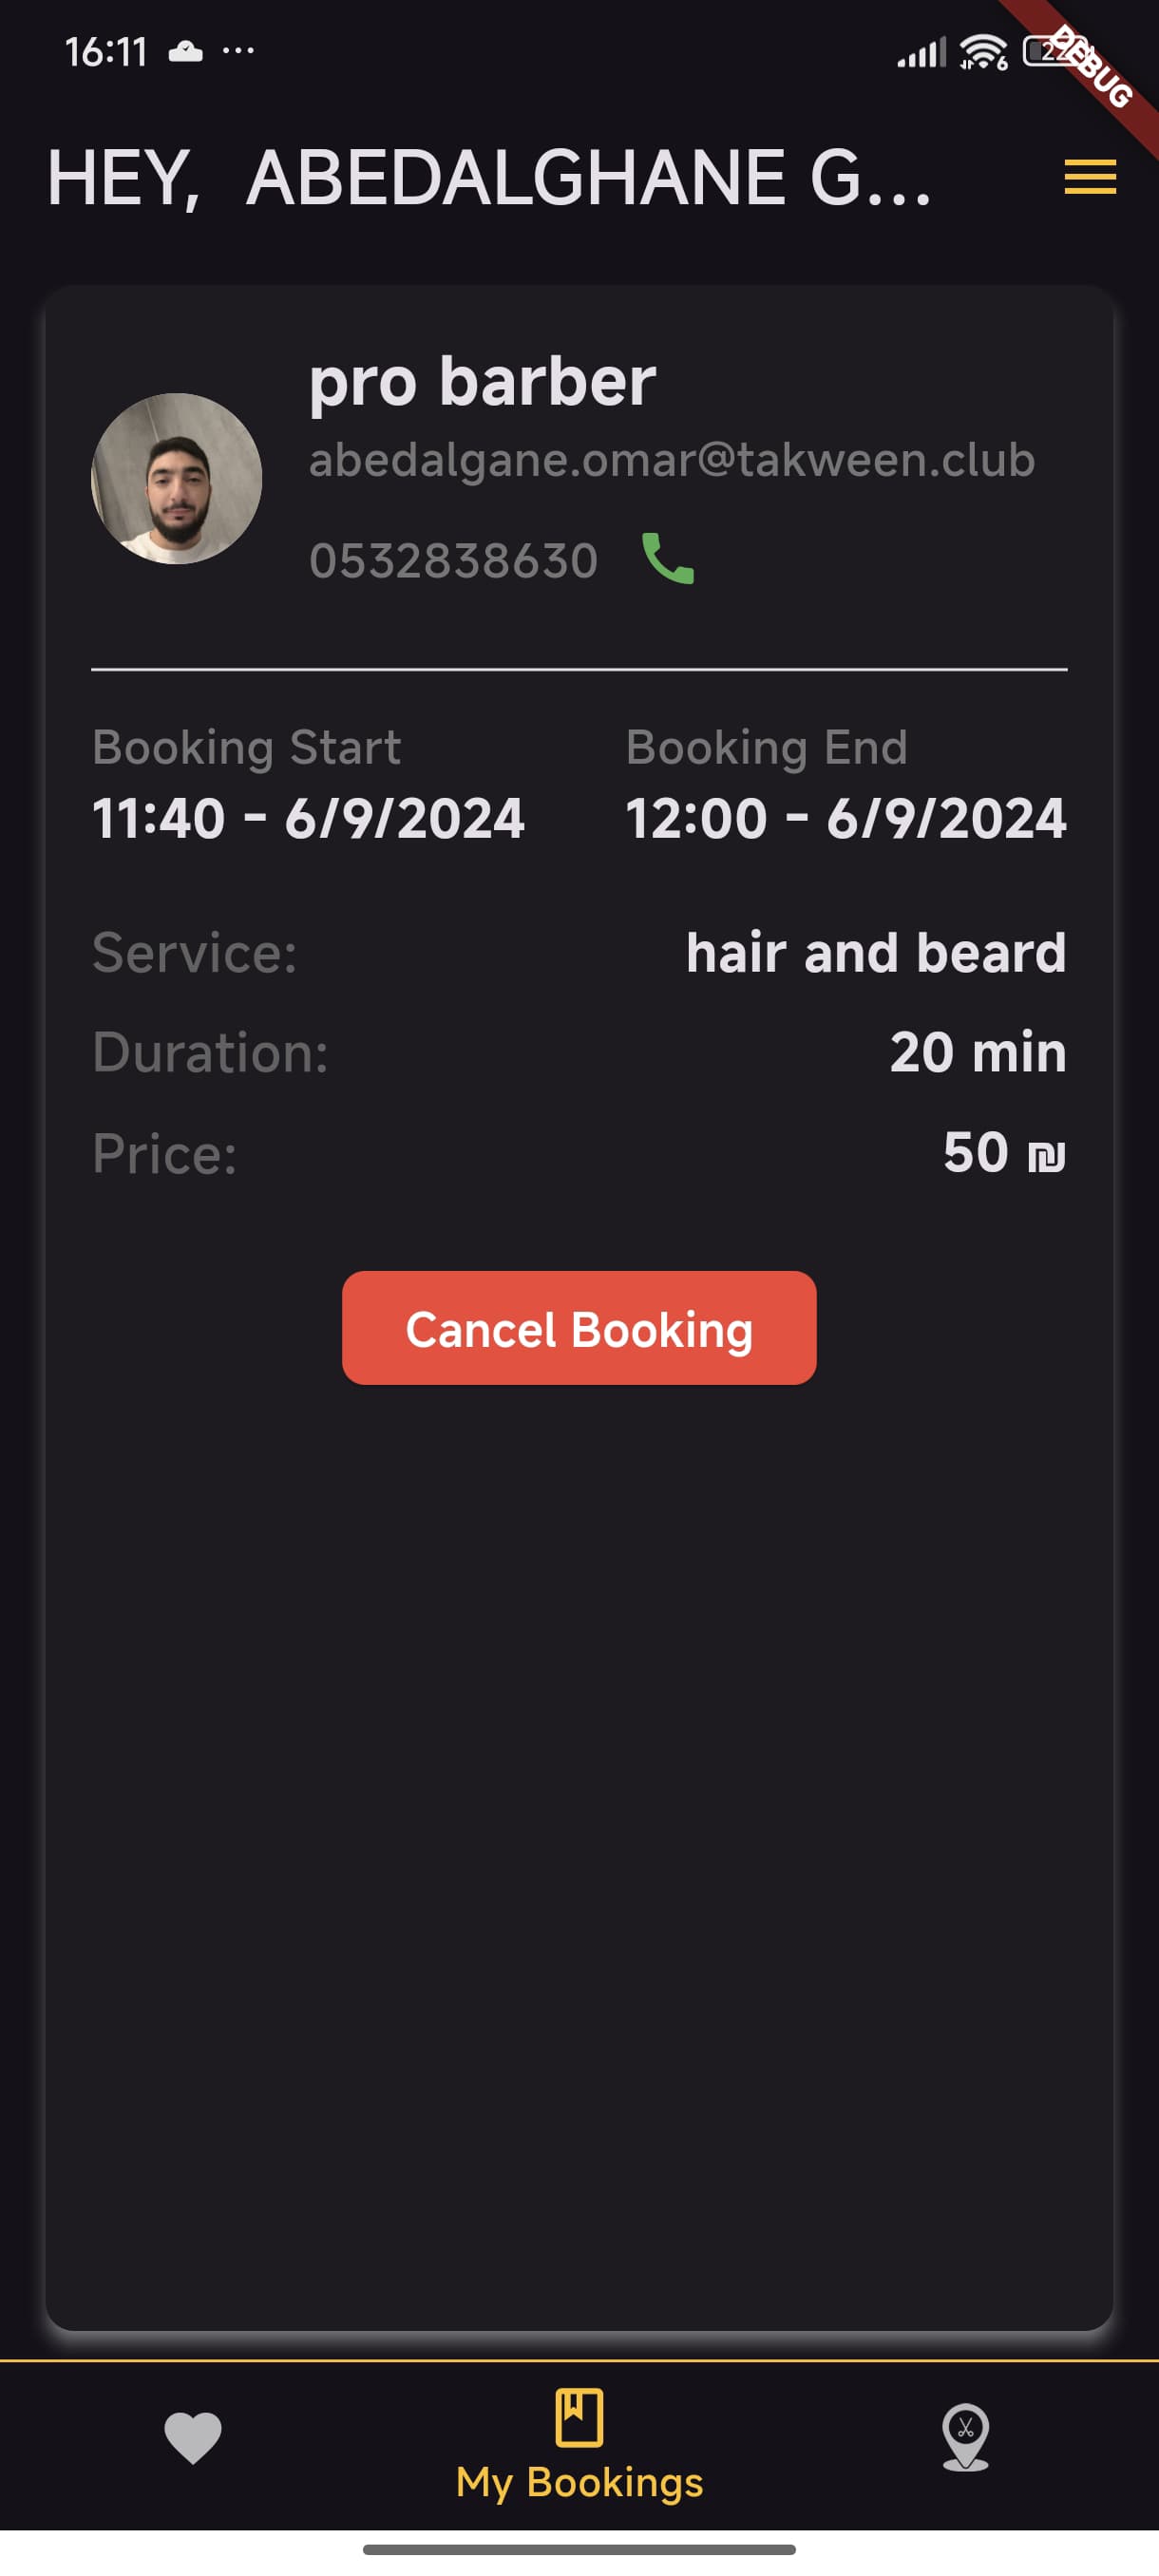 16:11
DEBUG
HEY, ABEDALGHANE G...
pro barber
abedalgane.omar@takween.club
0532838630
Booking Start
Booking End
11:40 - 6/9/2024
12:00 - 6/9/2024
Service:
hair and beard
Duration:
20 min
Price:
50 ₪
Cancel Booking
My Bookings